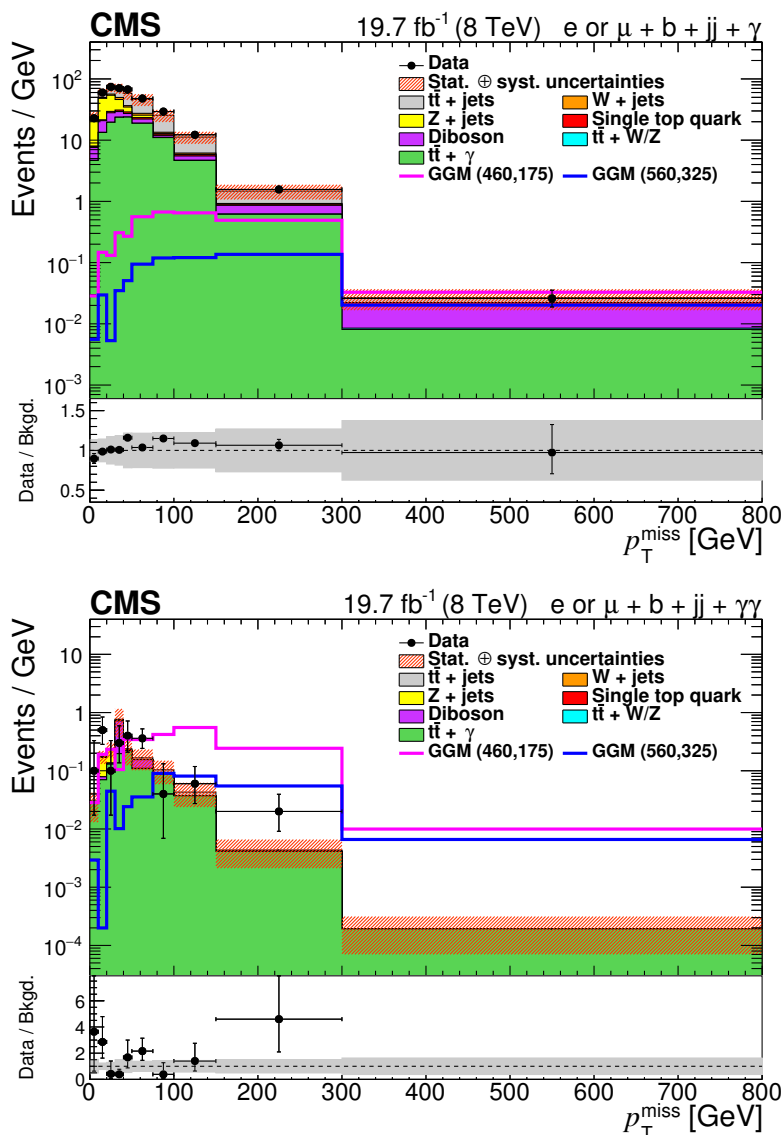 CMS 19.7 fb⁻¹ (8 TeV) e or μ + b + jj + γ
Events / GeV
10²
10
1
10⁻¹
10⁻²
10⁻³
Data
Stat. ⊕ syst. uncertainties
tt̄ + jets W + jets
Z + jets Single top quark
Diboson tt̄ + W/Z
tt̄ + γ
GGM (460,175) GGM (560,325)
Data / Bkgd.
1.5
1
0.5
0 100 200 300 400 500 600 700 800
p_T^miss [GeV]
CMS 19.7 fb⁻¹ (8 TeV) e or μ + b + jj + γγ
Events / GeV
10
1
10⁻¹
10⁻²
10⁻³
10⁻⁴
Data
Stat. ⊕ syst. uncertainties
tt̄ + jets W + jets
Z + jets Single top quark
Diboson tt̄ + W/Z
tt̄ + γ
GGM (460,175) GGM (560,325)
Data / Bkgd.
6
4
2
0
0 100 200 300 400 500 600 700 800
p_T^miss [GeV]